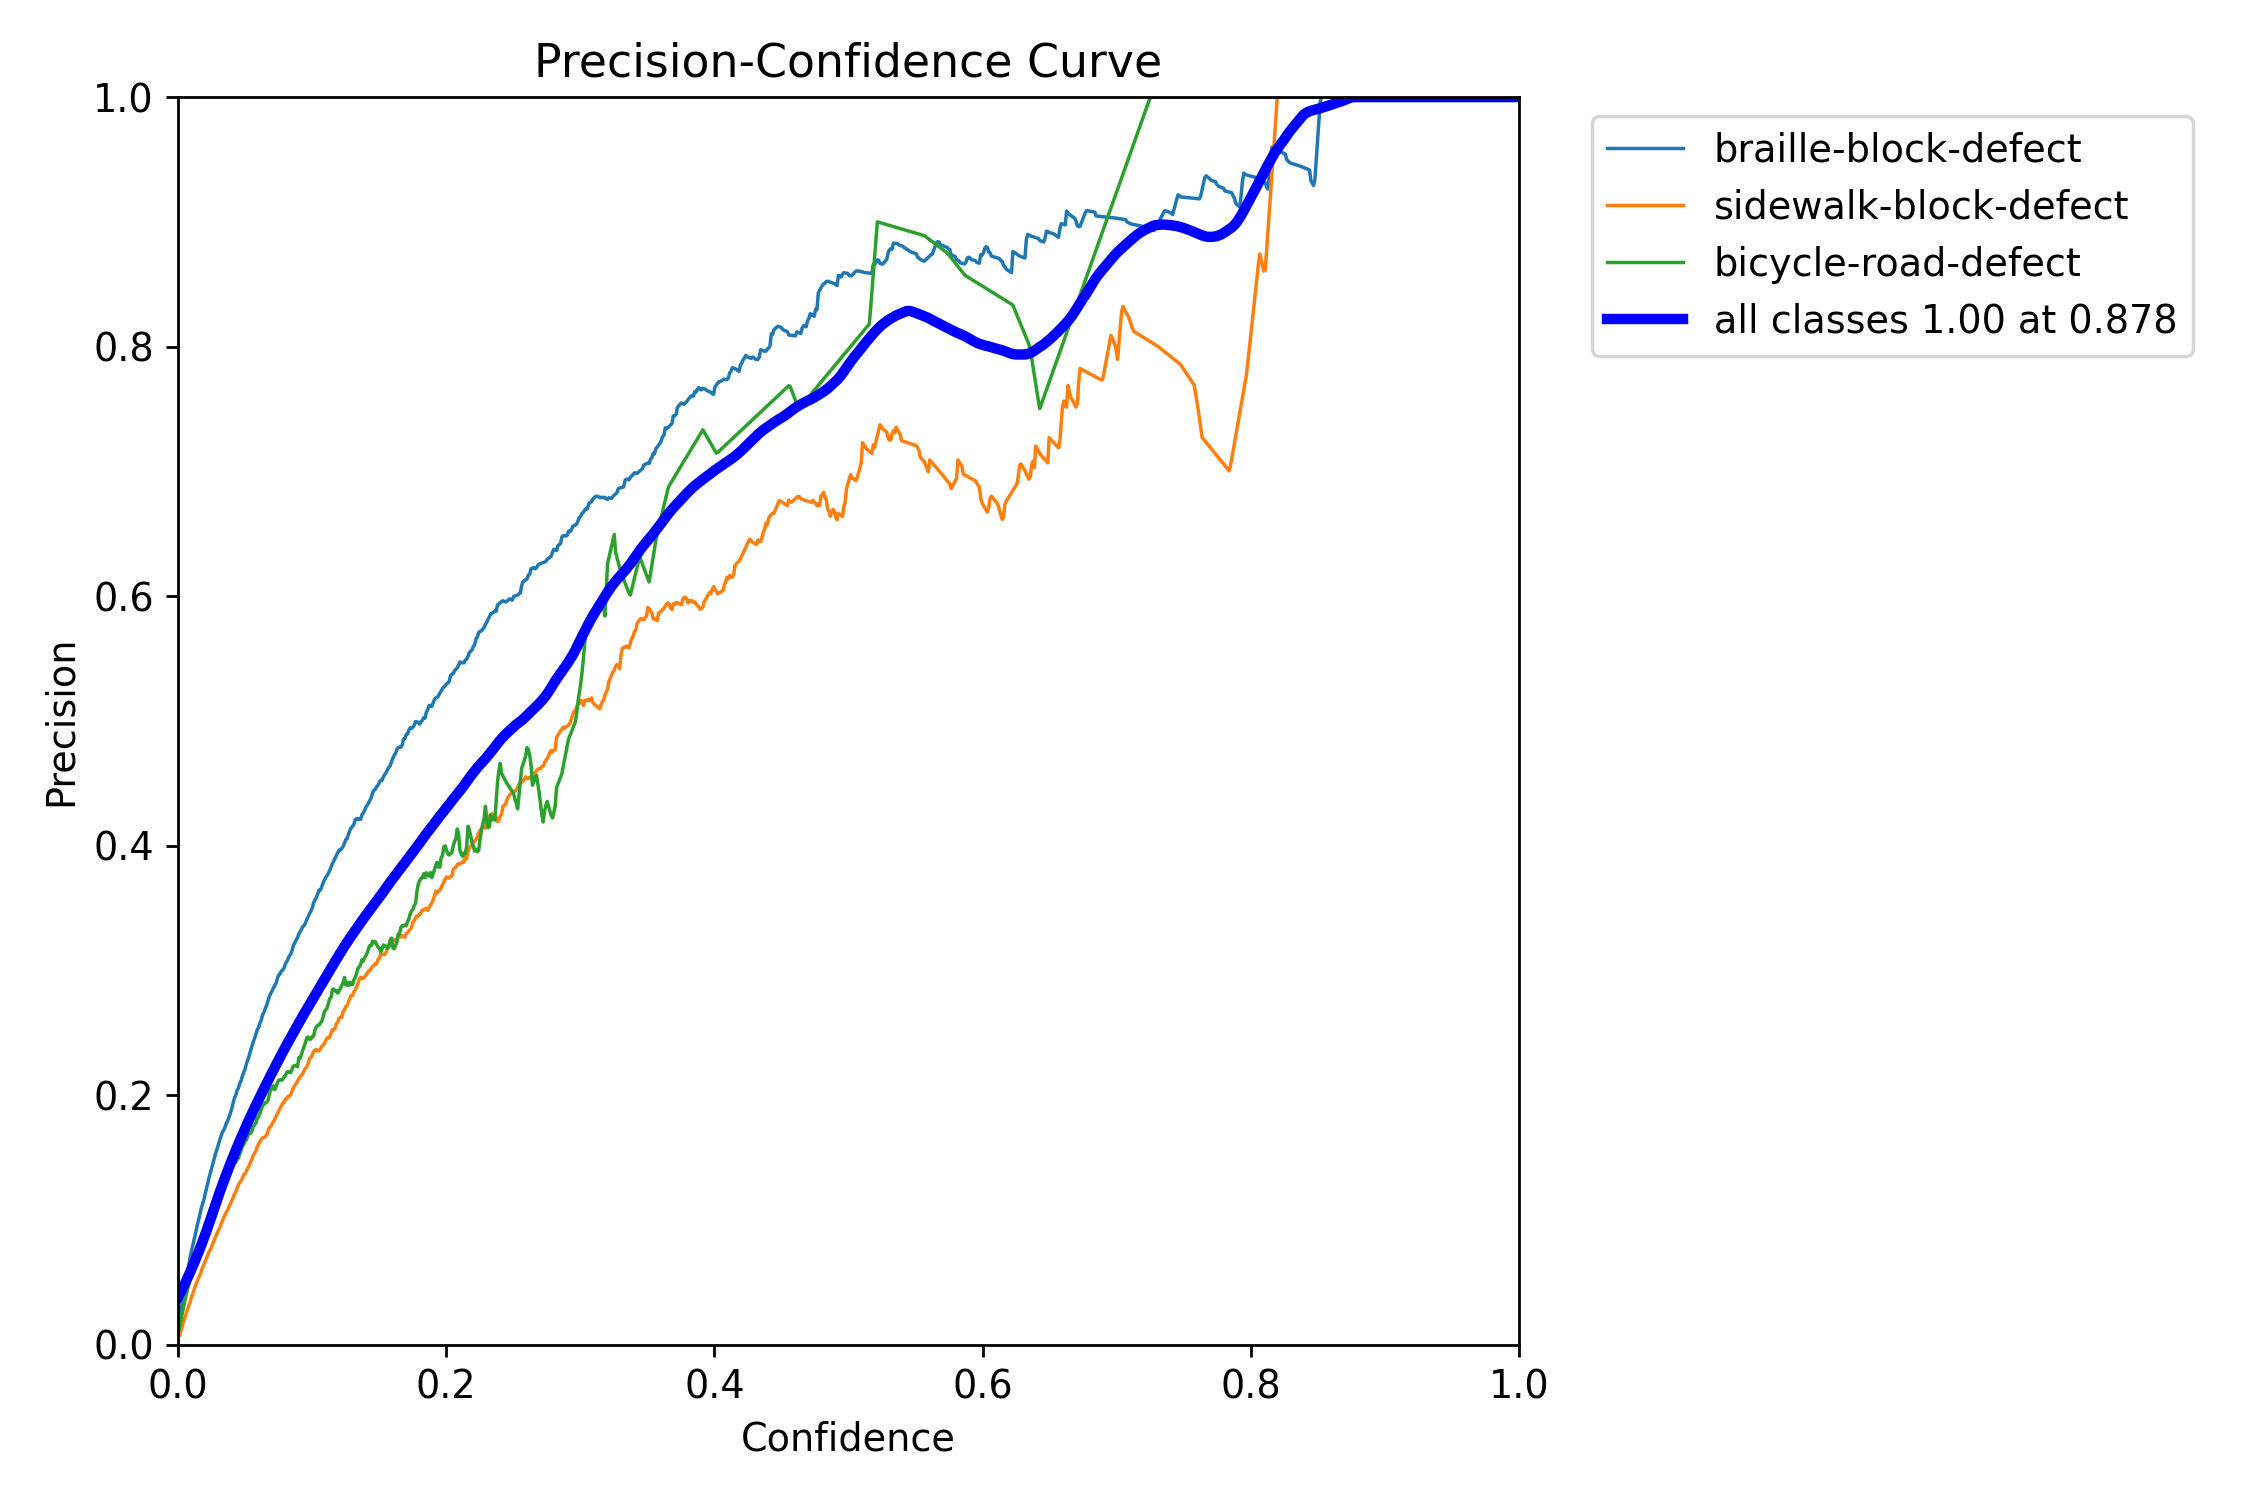 Precision-Confidence Curve
1.0
0.8
0.6
0.4
0.2
0.0
Precision
0.0 0.2 0.4 0.6 0.8 1.0
Confidence
braille-block-defect
sidewalk-block-defect
bicycle-road-defect
all classes 1.00 at 0.878